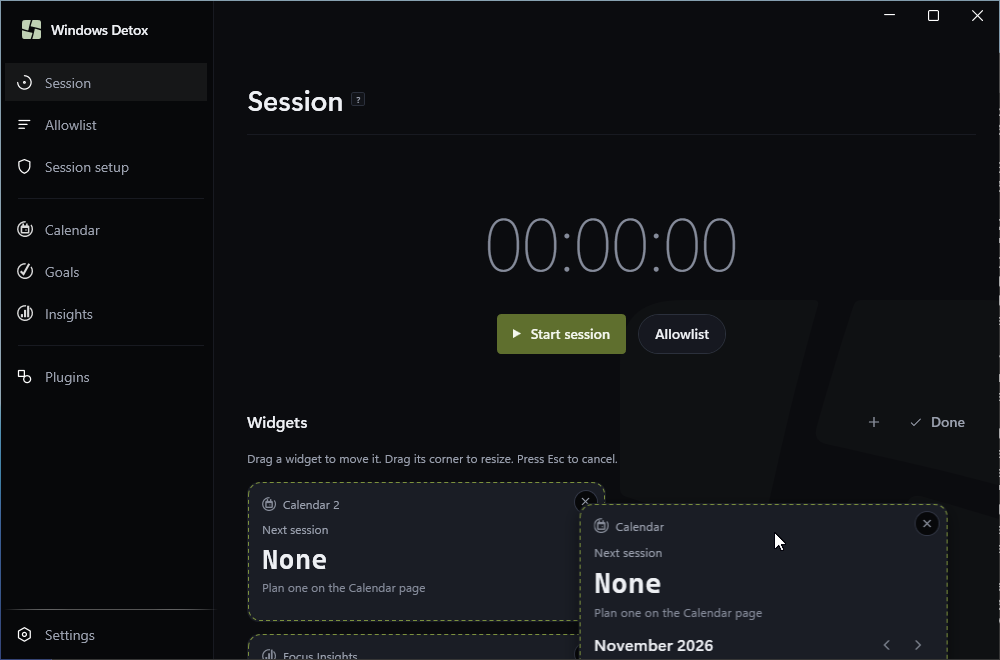 Windows Detox
Session
Allowlist
Session setup
Calendar
Goals
Insights
Plugins
Settings
Session ?
00:00:00
Start session
Allowlist
Widgets
Done
Drag a widget to move it. Drag its corner to resize. Press Esc to cancel.
Calendar 2
Next session
None
Plan one on the Calendar page
Focus Insights
Calendar
Next session
None
Plan one on the Calendar page
November 2026